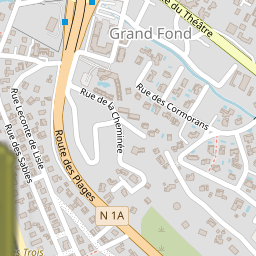 du Théâtre
Grand Fond
Rue des Cormorans
Rue de la Cheminée
Rue Leconte de Lisle
Rue des Sables
Route des Plages
N 1A
Trois